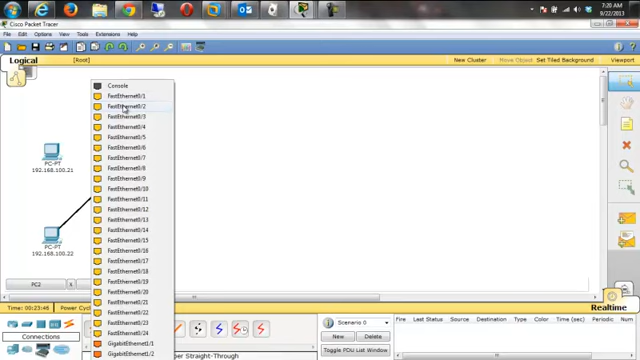 7:20 AM
9/22/2013
Cisco Packet Tracer
File Edit Options View Tools Extensions Help
Logical
[Root]
New Cluster
Move Object
Set Tiled Background
Viewport
Console
FastEthernet0/1
FastEthernet0/2
FastEthernet0/3
FastEthernet0/4
FastEthernet0/5
FastEthernet0/6
FastEthernet0/7
FastEthernet0/8
FastEthernet0/9
FastEthernet0/10
FastEthernet0/11
FastEthernet0/12
FastEthernet0/13
FastEthernet0/14
FastEthernet0/15
FastEthernet0/16
FastEthernet0/17
FastEthernet0/18
FastEthernet0/19
FastEthernet0/20
FastEthernet0/21
FastEthernet0/22
FastEthernet0/23
FastEthernet0/24
GigabitEthernet1/1
GigabitEthernet1/2
PC-PT
192.168.100.21
PC-PT
192.168.100.22
PC2
Time: 00:23:46
Power Cyc
Realtime
Connections
per Straight-Through
Scenario 0
New
Delete
Toggle PDU List Window
Fire
Last Status
Source
Destination
Type
Color
Time (sec)
Periodic
Num